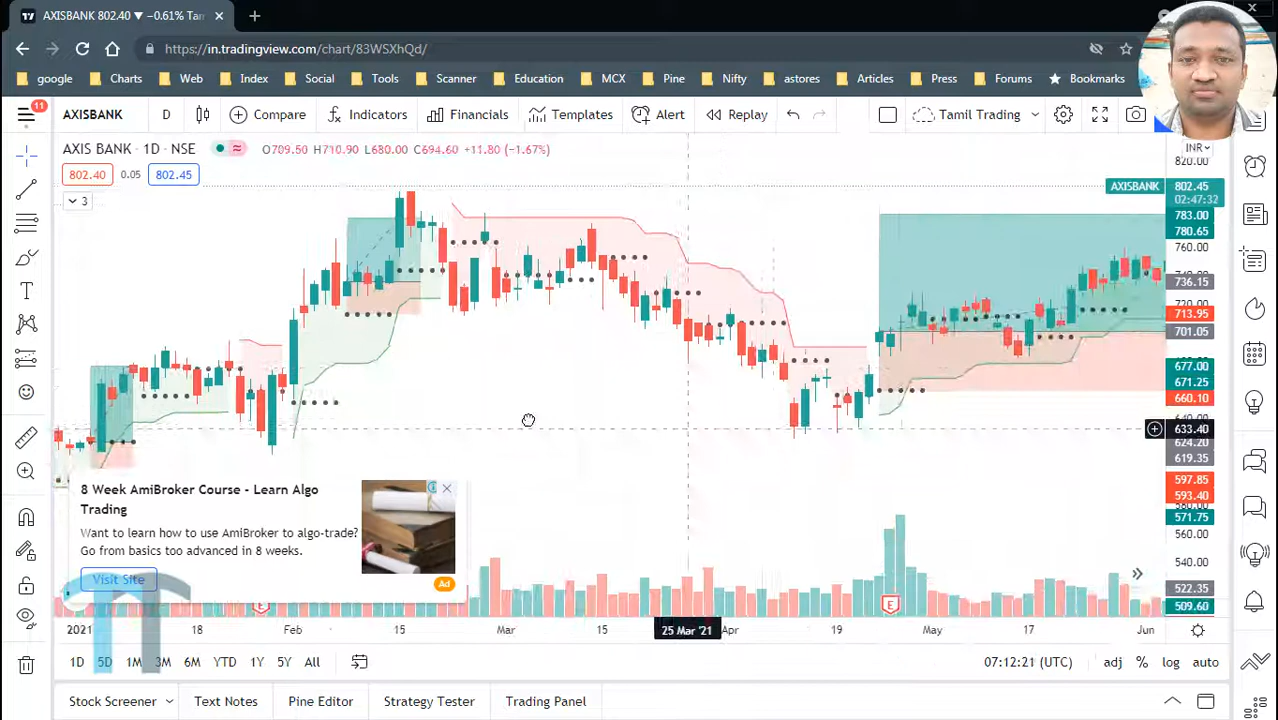 AXISBANK 802.40 ▼ −0.61% Tam
https://in.tradingview.com/chart/83WSXhQd/
google Charts Web Index Social Tools Scanner Education MCX Pine Nifty astores Articles Press Forums Bookmarks
11
AXISBANK D Compare Indicators Financials Templates Alert Replay Tamil Trading
AXIS BANK · 1D · NSE O709.50 H710.90 L680.00 C694.60 +11.80 (−1.67%)
INR
802.40 0.05 802.45
3
820.00
AXISBANK 802.45
02:47:32
783.00
780.65
760.00
736.15
720.00
713.95
701.05
677.00
671.25
660.10
640.00
633.40
624.20
619.35
597.85
593.40
571.75
560.00
540.00
522.35
509.60
8 Week AmiBroker Course - Learn Algo
Trading
Want to learn how to use AmiBroker to algo-trade?
Go from basics too advanced in 8 weeks.
Visit Site
Ad
E
E
2021 18 Feb 15 Mar 15 25 Mar '21 Apr 19 May 17 Jun
1D 5D 1M 3M 6M YTD 1Y 5Y All
07:12:21 (UTC) adj % log auto
Stock Screener Text Notes Pine Editor Strategy Tester Trading Panel